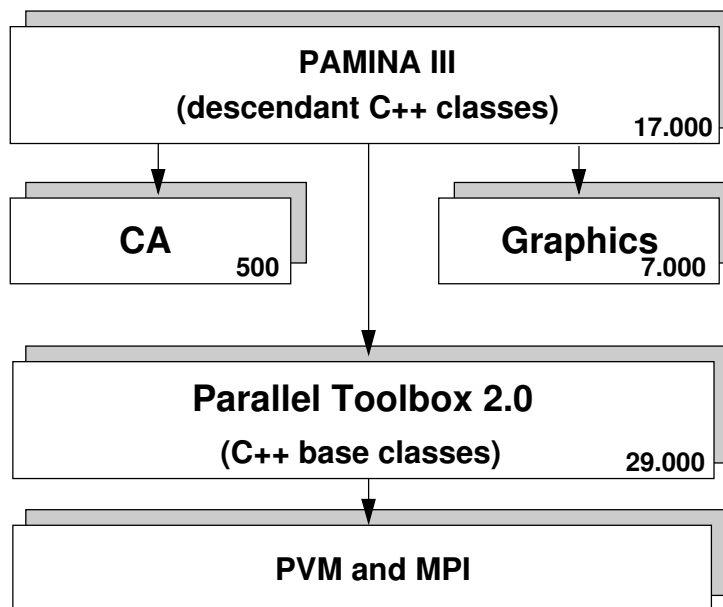 PAMINA III
(descendant C++ classes)
17.000
CA
500
Graphics
7.000
Parallel Toolbox 2.0
(C++ base classes)
29.000
PVM and MPI